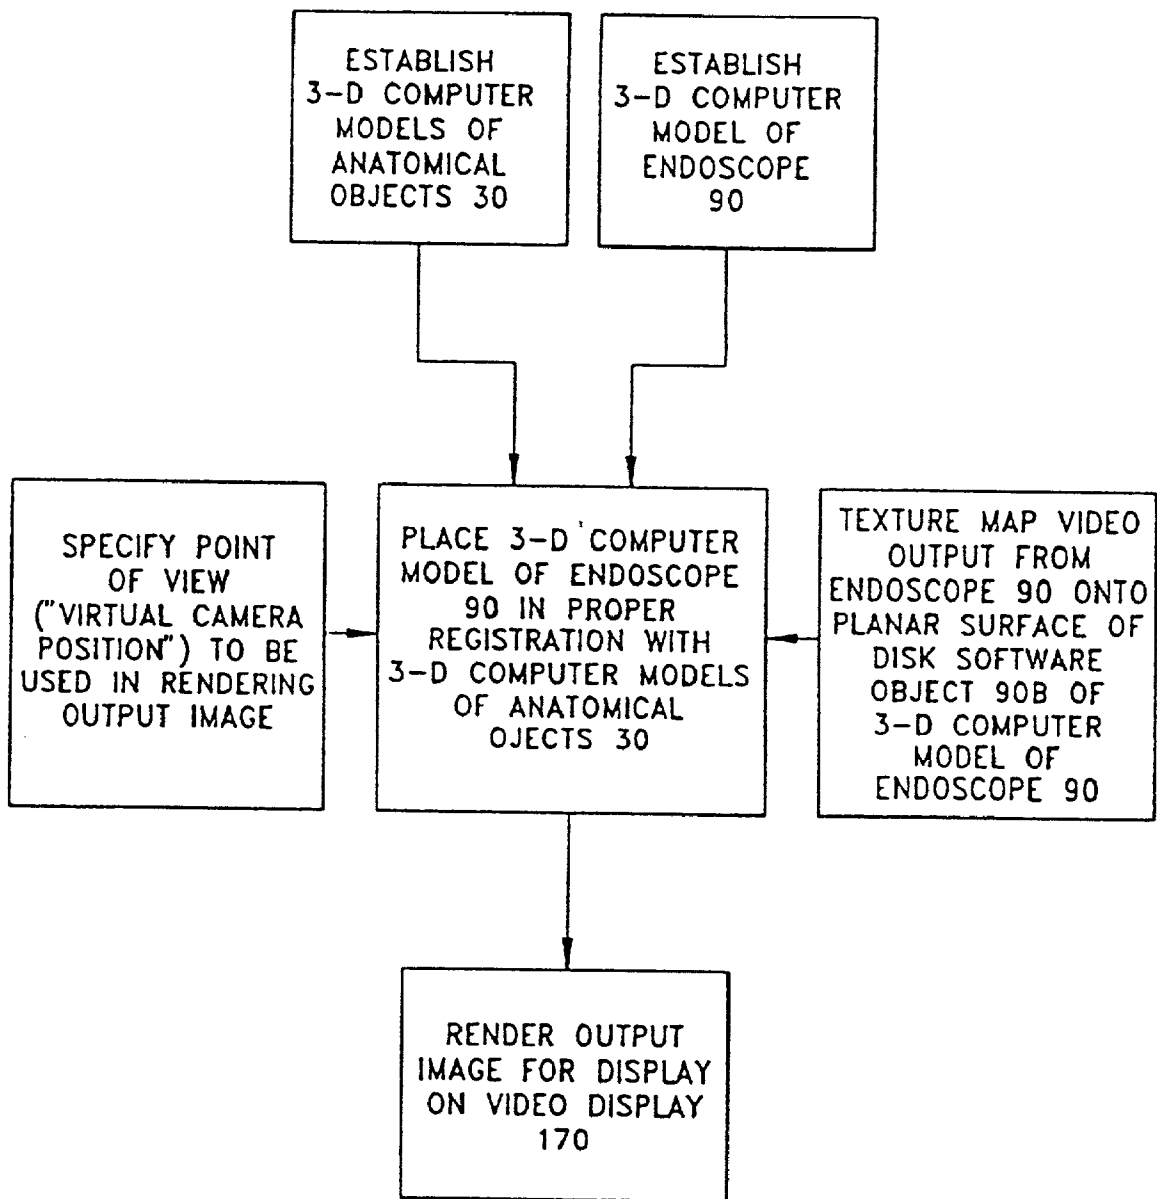 ESTABLISH
3-D COMPUTER
MODELS OF
ANATOMICAL
OBJECTS 30
ESTABLISH
3-D COMPUTER
MODEL OF
ENDOSCOPE
90
SPECIFY POINT
OF VIEW
("VIRTUAL CAMERA
POSITION") TO BE
USED IN RENDERING
OUTPUT IMAGE
PLACE 3-D COMPUTER
MODEL OF ENDOSCOPE
90 IN PROPER
REGISTRATION WITH
3-D COMPUTER MODELS
OF ANATOMICAL
OJECTS 30
TEXTURE MAP VIDEO
OUTPUT FROM
ENDOSCOPE 90 ONTO
PLANAR SURFACE OF
DISK SOFTWARE
OBJECT 90B OF
3-D COMPUTER
MODEL OF
ENDOSCOPE 90
RENDER OUTPUT
IMAGE FOR DISPLAY
ON VIDEO DISPLAY
170